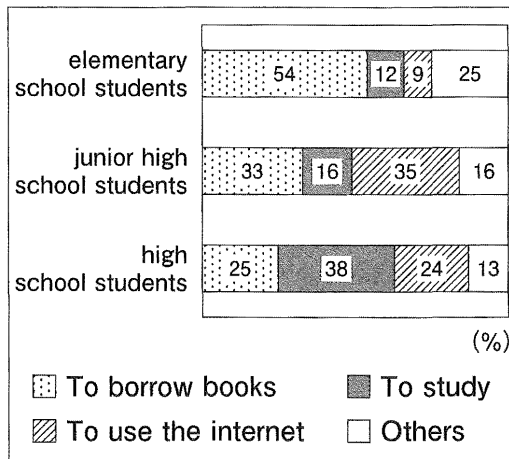 elementary
school students
54 12 9 25
junior high
school students
33 16 35 16
high
school students
25 38 24 13
(%)
To borrow books To study
To use the internet Others